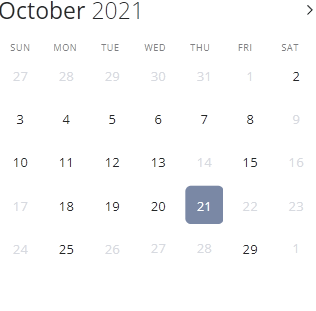 October 2021
SUN MON TUE WED THU FRI SAT
27 28 29 30 31 1 2
3 4 5 6 7 8 9
10 11 12 13 14 15 16
17 18 19 20 21 22 23
24 25 26 27 28 29 1